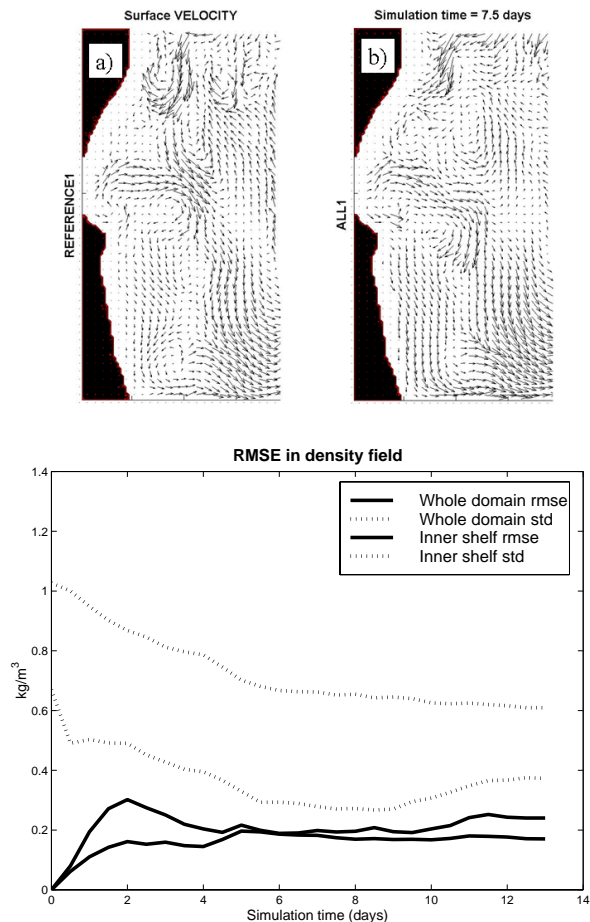 Surface VELOCITY
Simulation time = 7.5 days
a)
b)
REFERENCE1
ALL1
RMSE in density field
1.4
1.2
1
0.8
0.6
0.4
0.2
0
kg/m³
Whole domain rmse
Whole domain std
Inner shelf rmse
Inner shelf std
0 2 4 6 8 10 12 14
Simulation time (days)